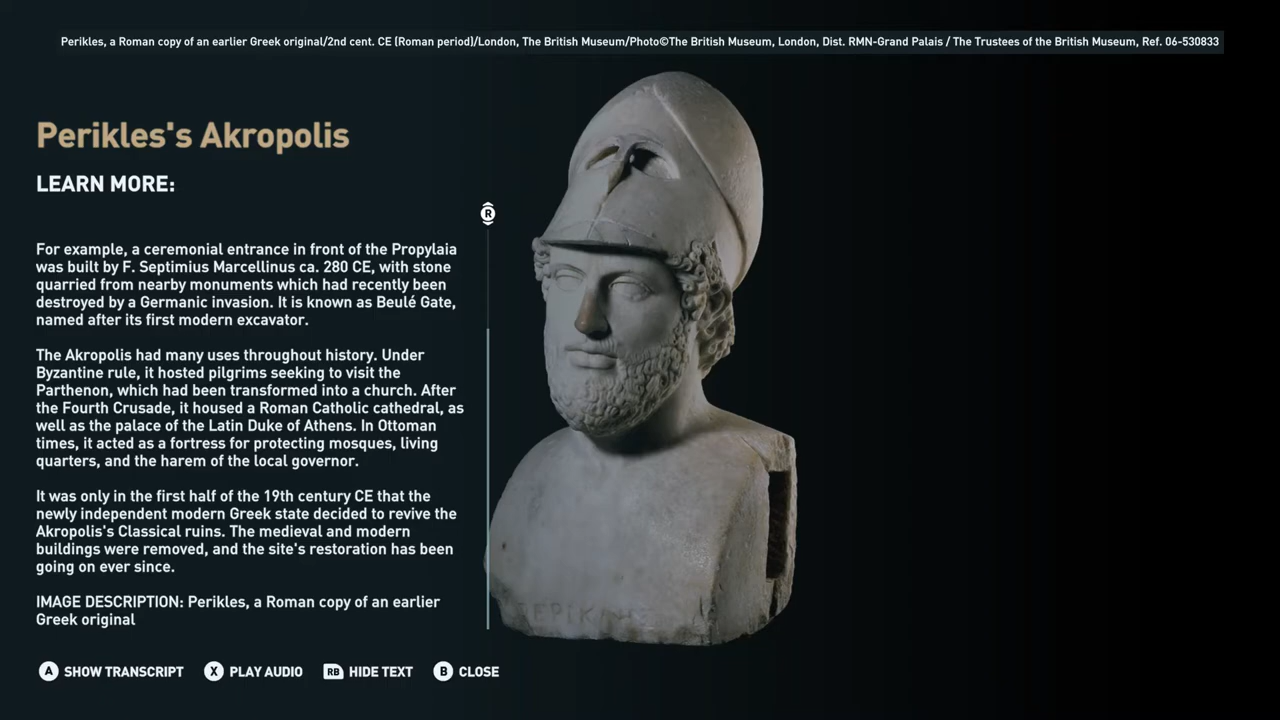 Perikles, a Roman copy of an earlier Greek original/2nd cent. CE (Roman period)/London, The British Museum/Photo©The British Museum, London, Dist. RMN-Grand Palais / The Trustees of the British Museum, Ref. 06-530833
Perikles's Akropolis
LEARN MORE:
R
For example, a ceremonial entrance in front of the Propylaia
was built by F. Septimius Marcellinus ca. 280 CE, with stone
quarried from nearby monuments which had recently been
destroyed by a Germanic invasion. It is known as Beulé Gate,
named after its first modern excavator.
The Akropolis had many uses throughout history. Under
Byzantine rule, it hosted pilgrims seeking to visit the
Parthenon, which had been transformed into a church. After
the Fourth Crusade, it housed a Roman Catholic cathedral, as
well as the palace of the Latin Duke of Athens. In Ottoman
times, it acted as a fortress for protecting mosques, living
quarters, and the harem of the local governor.
It was only in the first half of the 19th century CE that the
newly independent modern Greek state decided to revive the
Akropolis's Classical ruins. The medieval and modern
buildings were removed, and the site's restoration has been
going on ever since.
IMAGE DESCRIPTION: Perikles, a Roman copy of an earlier
Greek original
A SHOW TRANSCRIPT X PLAY AUDIO RB HIDE TEXT B CLOSE